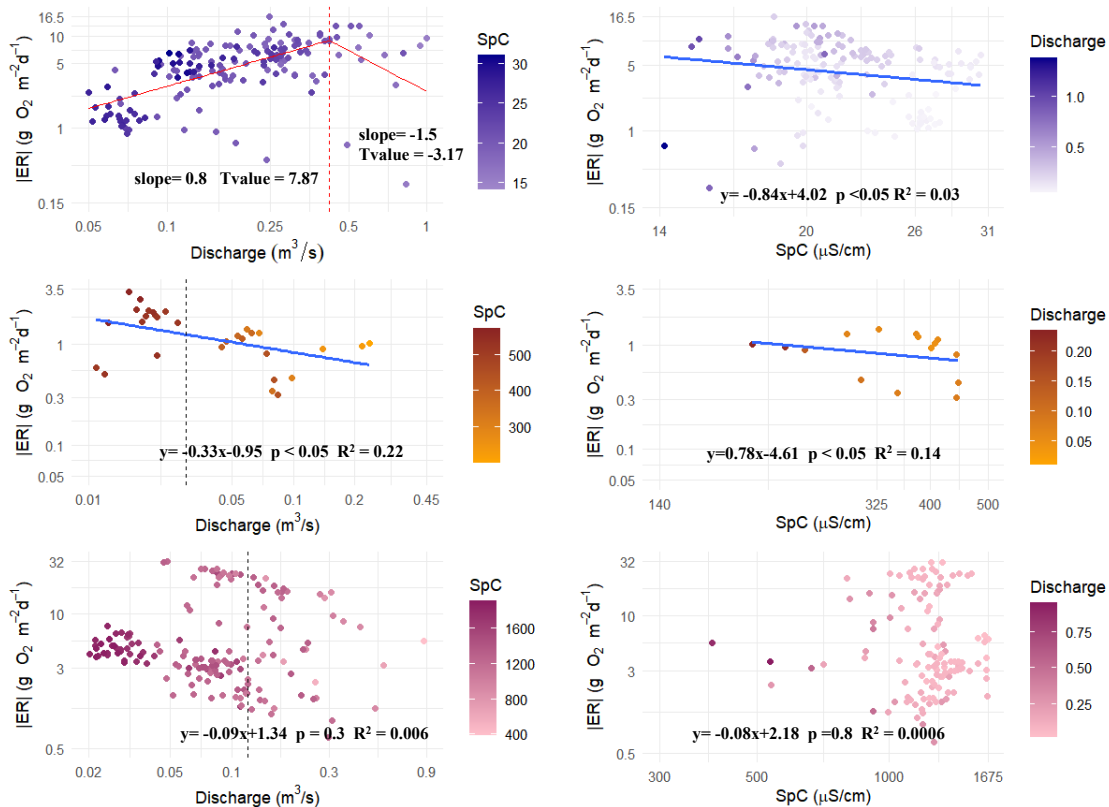 16.5
10
5
1
0.15
|ER| (g O₂ m⁻²d⁻¹)
slope= 0.8 Tvalue = 7.87
slope= -1.5
Tvalue = -3.17
0.05 0.1 0.25 0.5 1
Discharge (m³/s)
SpC
30
25
20
15
16.5
10
5
1
0.15
|ER| (g O₂ m⁻²d⁻¹)
y= -0.84x+4.02 p <0.05 R² = 0.03
14 20 26 31
SpC (μS/cm)
Discharge
1.0
0.5
3.5
1
0.3
0.1
0.05
|ER| (g O₂ m⁻²d⁻¹)
y= -0.33x-0.95 p < 0.05 R² = 0.22
0.01 0.05 0.1 0.2 0.45
Discharge (m³/s)
SpC
500
400
300
3.5
1
0.3
0.1
0.05
|ER| (g O₂ m⁻²d⁻¹)
y=0.78x-4.61 p < 0.05 R² = 0.14
140 325 400 500
SpC (μS/cm)
Discharge
0.20
0.15
0.10
0.05
32
10
3
0.5
|ER| (g O₂ m⁻²d⁻¹)
y= -0.09x+1.34 p = 0.3 R² = 0.006
0.02 0.1 0.3 0.9
Discharge (m³/s)
SpC
1600
1200
800
400
32
10
3
0.5
|ER| (g O₂ m⁻²d⁻¹)
y= -0.08x+2.18 p =0.8 R² = 0.0006
300 500 1000 1675
SpC (μS/cm)
Discharge
0.75
0.50
0.25